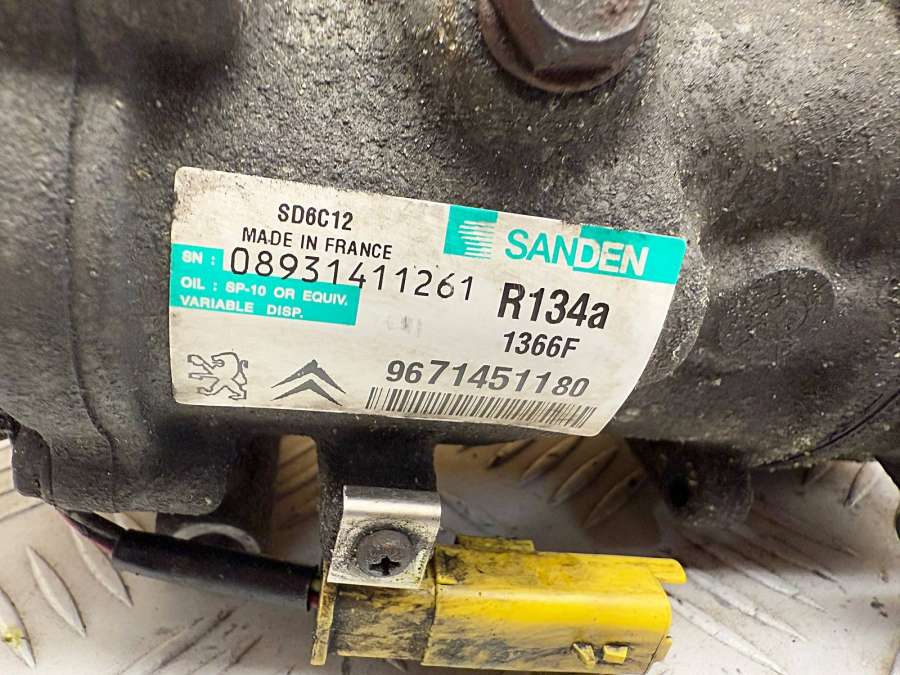 SD6C12
MADE IN FRANCE
SN : 08931411261
OIL : SP-10 OR EQUIV.
VARIABLE DISP.
SANDEN
R134a
1366F
9671451180